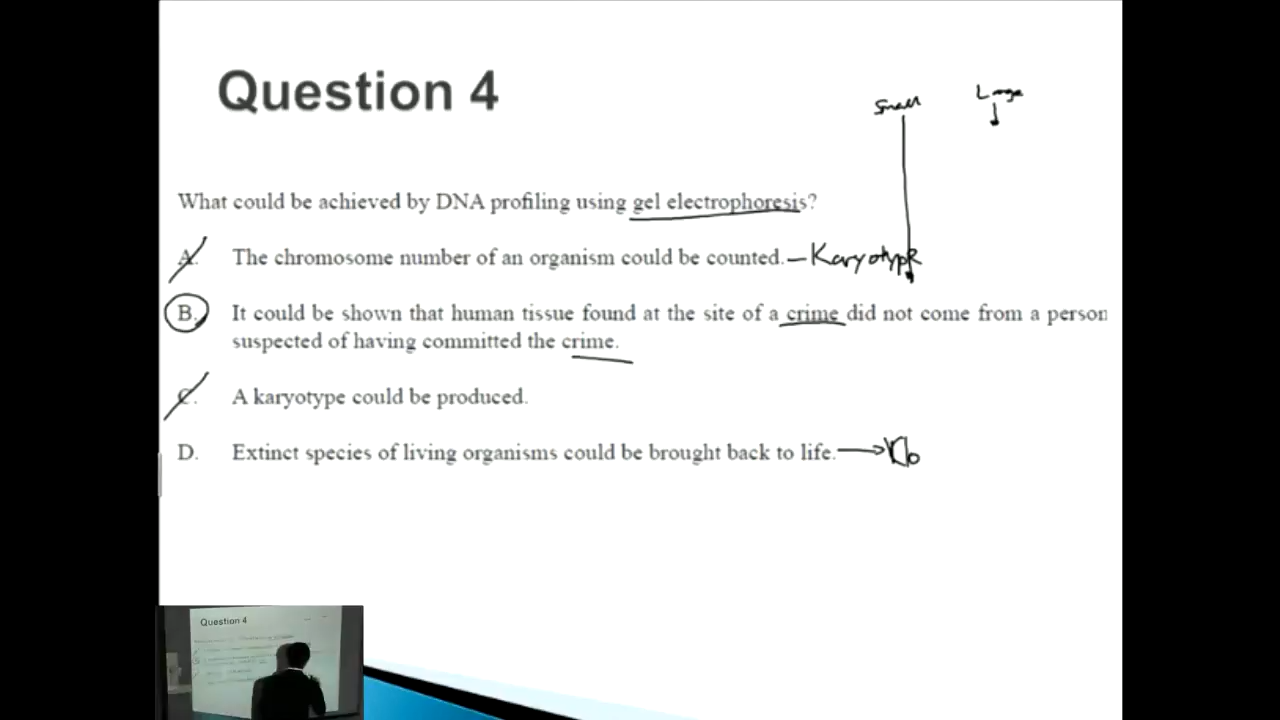 Question 4
Small
Large
What could be achieved by DNA profiling using gel electrophoresis?
A. The chromosome number of an organism could be counted. – Karyotype
B. It could be shown that human tissue found at the site of a crime did not come from a person
suspected of having committed the crime.
C. A karyotype could be produced.
D. Extinct species of living organisms could be brought back to life. → No
Question 4